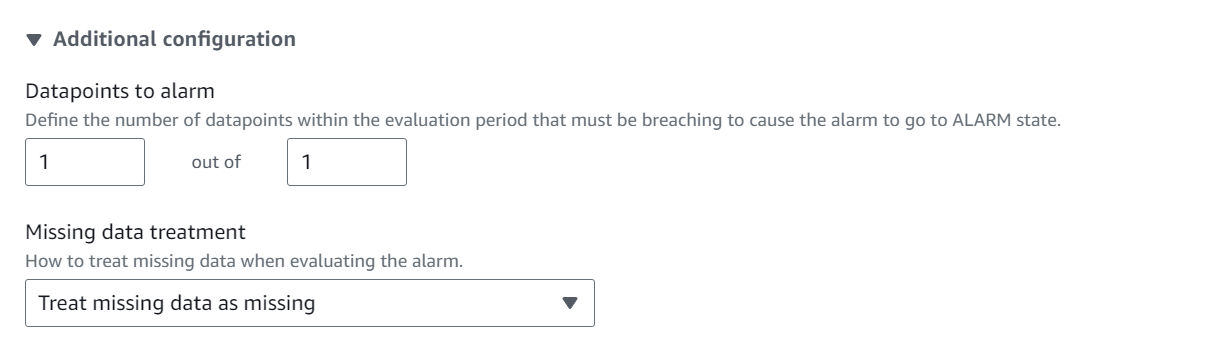 Additional configuration
Datapoints to alarm
Define the number of datapoints within the evaluation period that must be breaching to cause the alarm to go to ALARM state.
1 out of 1
Missing data treatment
How to treat missing data when evaluating the alarm.
Treat missing data as missing